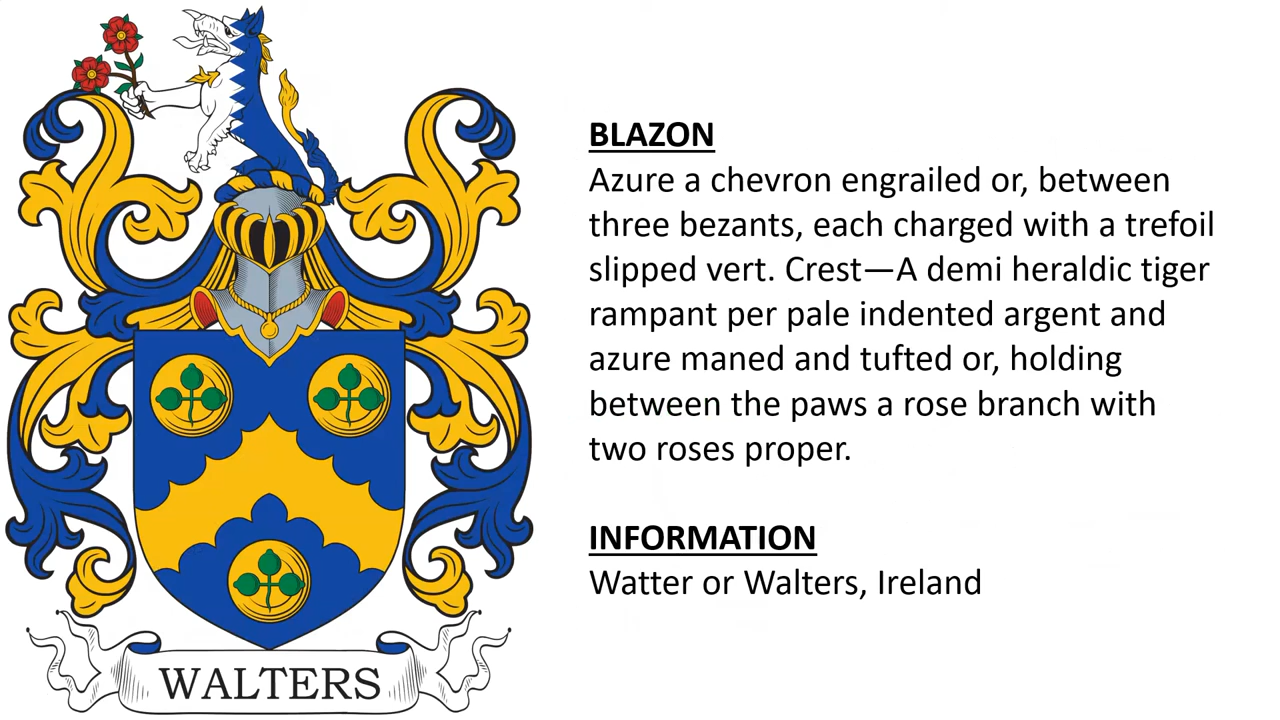 BLAZON
Azure a chevron engrailed or, between
three bezants, each charged with a trefoil
slipped vert. Crest—A demi heraldic tiger
rampant per pale indented argent and
azure maned and tufted or, holding
between the paws a rose branch with
two roses proper.
INFORMATION
Watter or Walters, Ireland
WALTERS